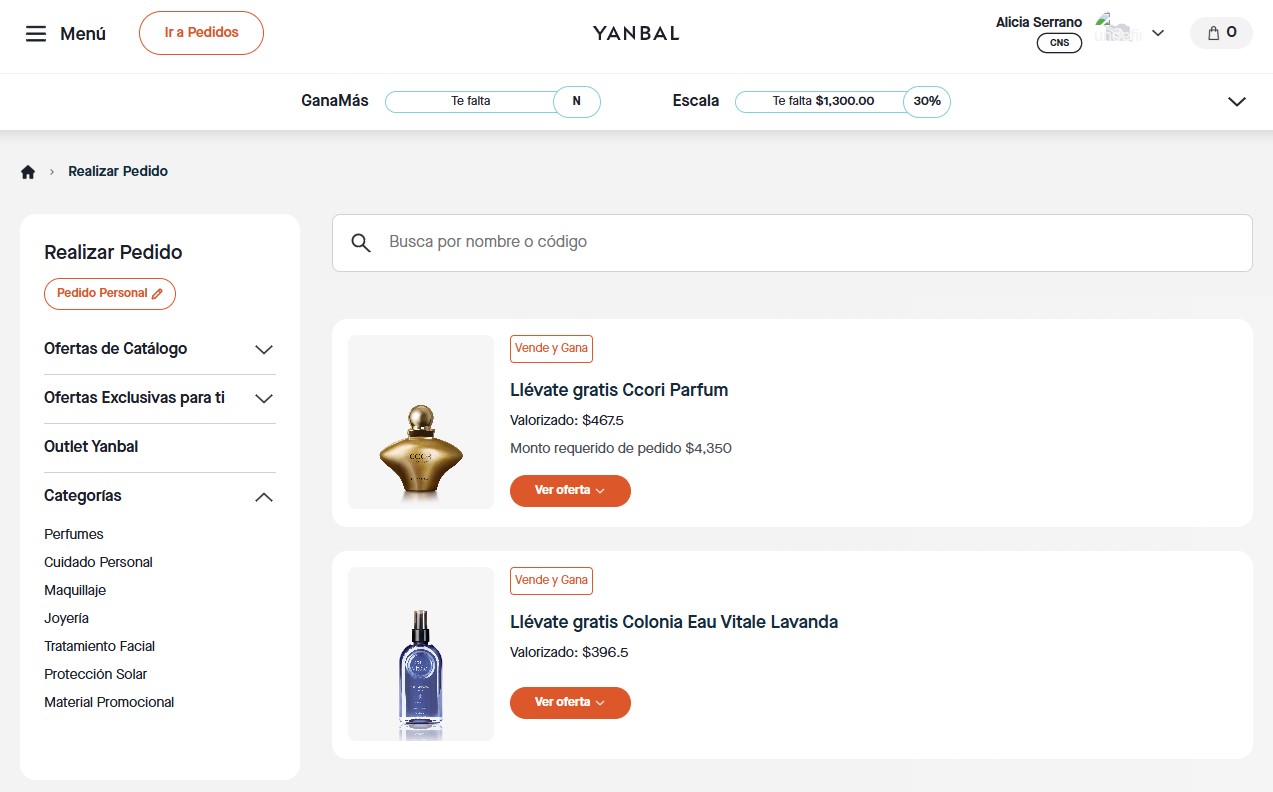 Menú
Ir a Pedidos
YANBAL
Alicia Serrano
CNS
0
GanaMás
Te falta
N
Escala
Te falta $1,300.00
30%
Realizar Pedido
Realizar Pedido
Pedido Personal
Ofertas de Catálogo
Ofertas Exclusivas para ti
Outlet Yanbal
Categorías
Perfumes
Cuidado Personal
Maquillaje
Joyería
Tratamiento Facial
Protección Solar
Material Promocional
Busca por nombre o código
Vende y Gana
Llévate gratis Ccori Parfum
Valorizado: $467.5
Monto requerido de pedido $4,350
Ver oferta
Vende y Gana
Llévate gratis Colonia Eau Vitale Lavanda
Valorizado: $396.5
Ver oferta